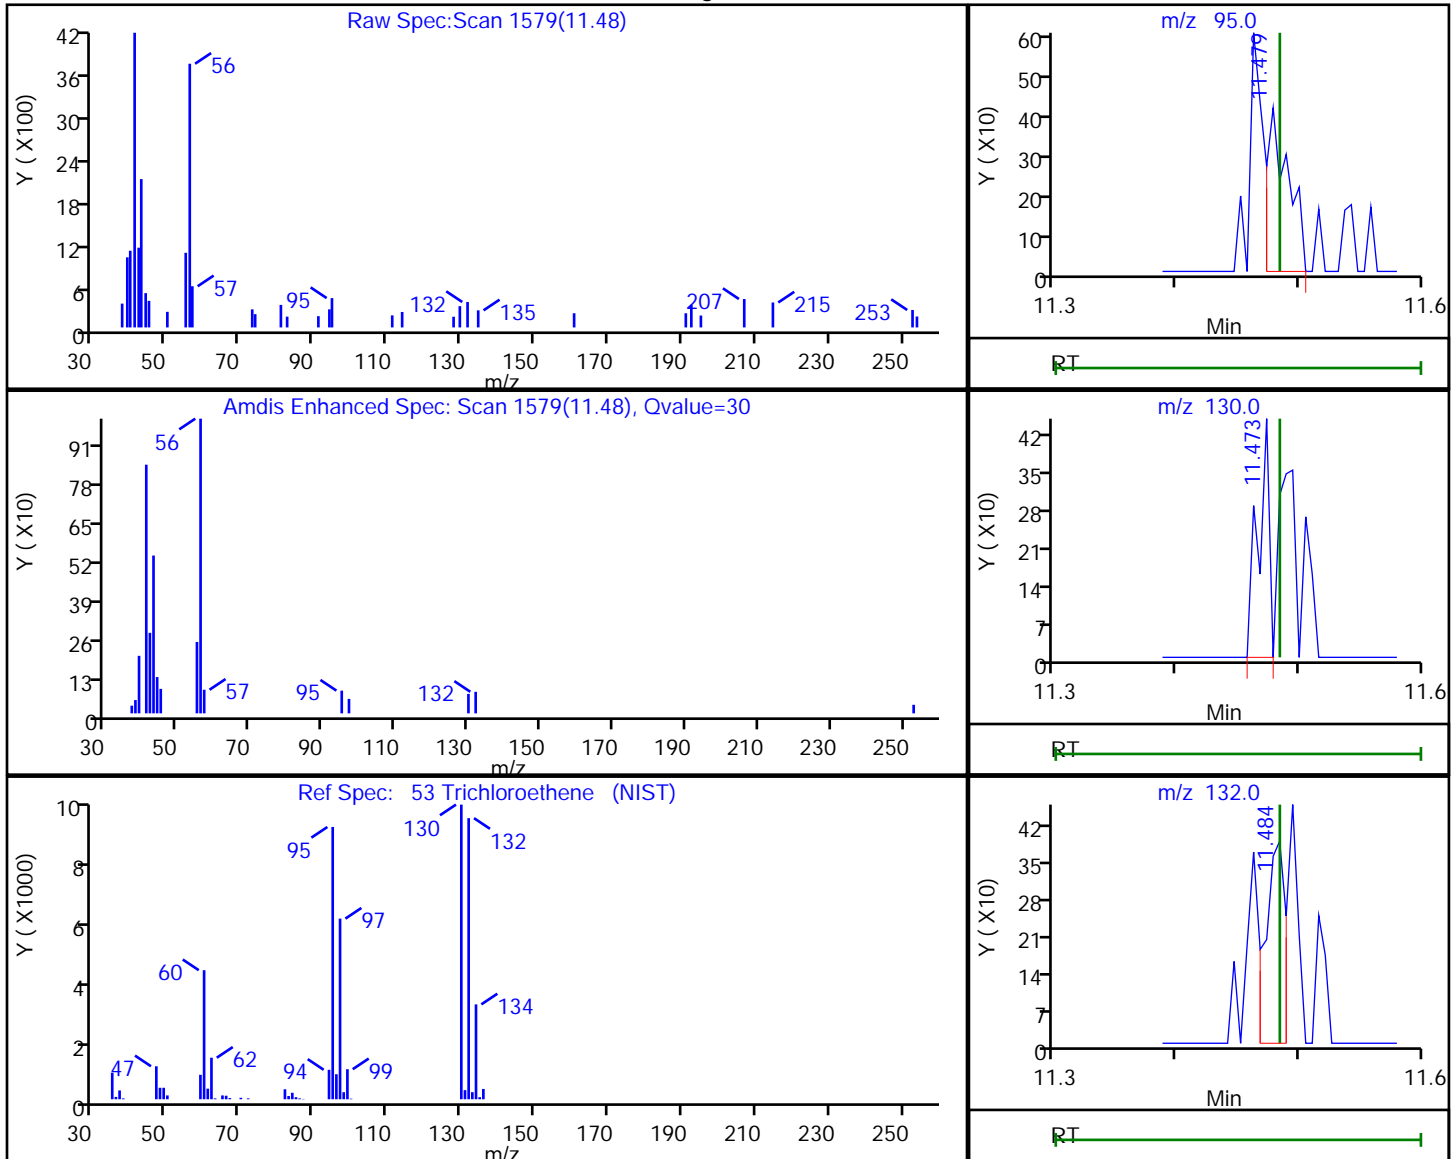 Raw Spec:Scan 1579(11.48)
Y ( X100)
42
36
30
24
18
12
6
0
56
57
95
132
135
207
215
253
30 50 70 90 110 130 150 170 190 210 230 250
m/z
m/z 95.0
Y ( X10)
60
50
40
30
20
10
0
11.479
11.3 11.6
Min
RT
Amdis Enhanced Spec: Scan 1579(11.48), Qvalue=30
Y ( X10)
91
78
65
52
39
26
13
0
56
57
95
132
30 50 70 90 110 130 150 170 190 210 230 250
m/z
m/z 130.0
Y ( X10)
42
35
28
21
14
7
0
11.473
11.3 11.6
Min
RT
Ref Spec: 53 Trichloroethene (NIST)
Y ( X1000)
10
8
6
4
2
0
47
60
62
94
95
97
99
130
132
134
30 50 70 90 110 130 150 170 190 210 230 250
m/z
m/z 132.0
Y ( X10)
42
35
28
21
14
7
0
11.484
11.3 11.6
Min
RT